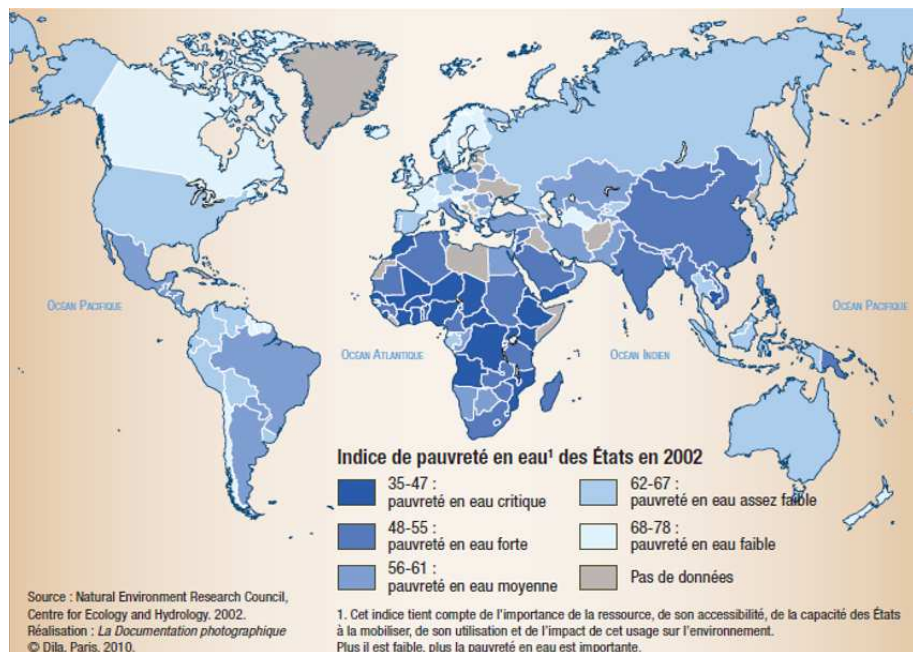 OCÉAN PACIFIQUE
OCÉAN ATLANTIQUE
OCÉAN INDIEN
OCÉAN PACIFIQUE
Indice de pauvreté en eau¹ des États en 2002
35-47 :
pauvreté en eau critique
48-55 :
pauvreté en eau forte
56-61 :
pauvreté en eau moyenne
62-67 :
pauvreté en eau assez faible
68-78 :
pauvreté en eau faible
Pas de données
Source : Natural Environment Research Council,
Centre for Ecology and Hydrology. 2002.
Réalisation : La Documentation photographique
© Dila, Paris, 2010.
1. Cet indice tient compte de l'importance de la ressource, de son accessibilité, de la capacité des États
à la mobiliser, de son utilisation et de l'impact de cet usage sur l'environnement.
Plus il est faible, plus la pauvreté en eau est importante.